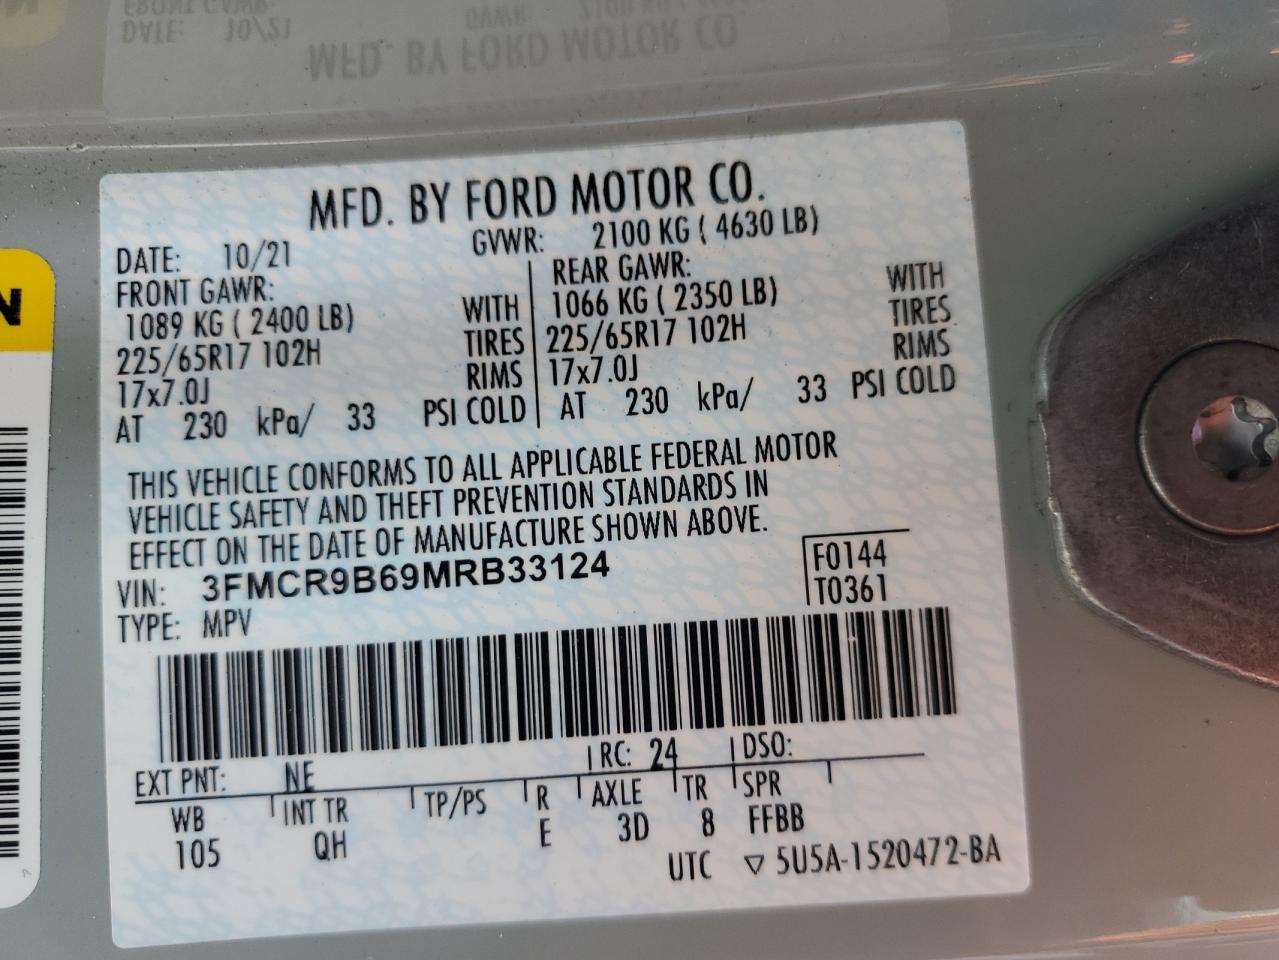 MFD. BY FORD MOTOR CO.
DATE: 10/21 GVWR: 2100 KG ( 4630 LB)
FRONT GAWR: REAR GAWR:
1089 KG ( 2400 LB) WITH 1066 KG ( 2350 LB) WITH
225/65R17 102H TIRES 225/65R17 102H TIRES
17x7.0J RIMS 17x7.0J RIMS
AT 230 kPa/ 33 PSI COLD AT 230 kPa/ 33 PSI COLD
THIS VEHICLE CONFORMS TO ALL APPLICABLE FEDERAL MOTOR
VEHICLE SAFETY AND THEFT PREVENTION STANDARDS IN
EFFECT ON THE DATE OF MANUFACTURE SHOWN ABOVE.
VIN: 3FMCR9B69MRB33124 F0144
TYPE: MPV T0361
EXT PNT: NE RC: 24 DSO:
WB INT TR TP/PS R AXLE TR SPR
105 QH E 3D 8 FFBB
UTC ▽ 5U5A-1520472-BA
N